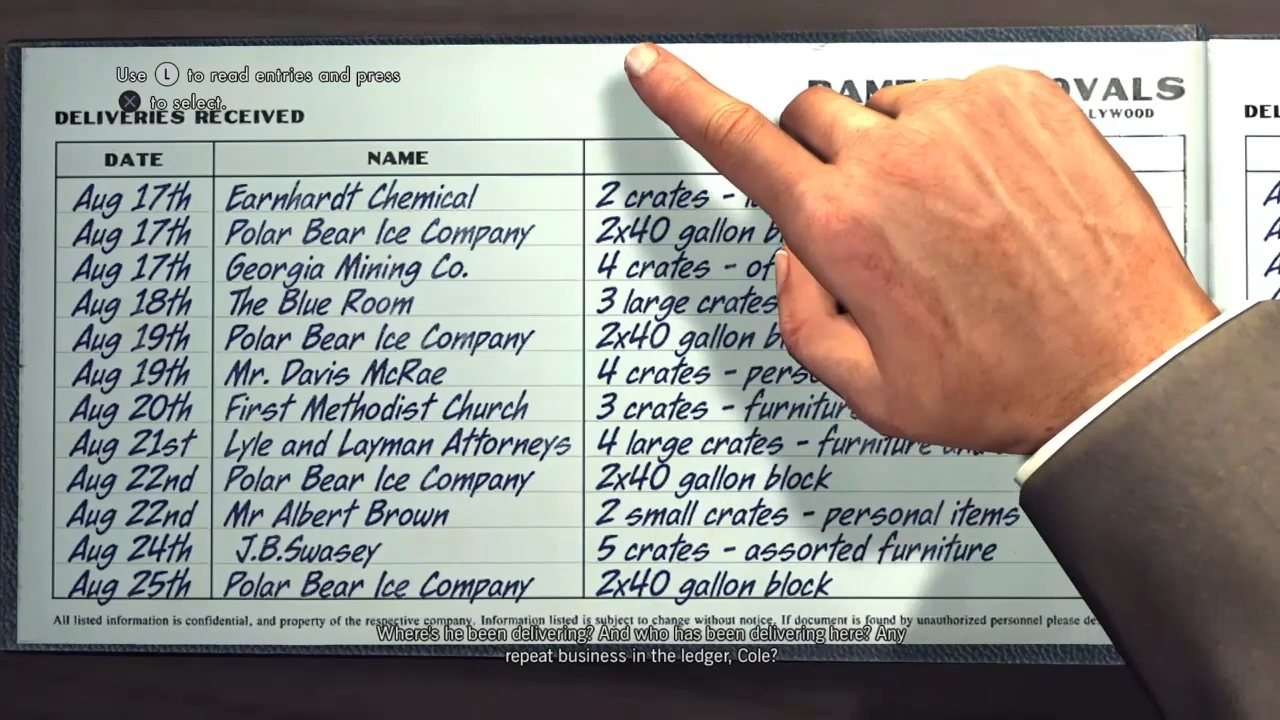 Use L to read entries and press
X to select.
OVALS
LYWOOD
DELIVERIES RECEIVED
DEL
DATE NAME
Aug 17th Earnhardt Chemical 2 crates -
Aug 17th Polar Bear Ice Company 2x40 gallon
Aug 17th Georgia Mining Co. 4 crates - of
Aug 18th The Blue Room 3 large crates
Aug 19th Polar Bear Ice Company 2x40 gallon
Aug 19th Mr. Davis McRae 4 crates - pers
Aug 20th First Methodist Church 3 crates - furniture
Aug 21st Lyle and Layman Attorneys 4 large crates - furniture and
Aug 22nd Polar Bear Ice Company 2x40 gallon block
Aug 22nd Mr Albert Brown 2 small crates - personal items
Aug 24th J.B.Swasey 5 crates - assorted furniture
Aug 25th Polar Bear Ice Company 2x40 gallon block
All listed information is confidential, and property of the respective company. Information listed is subject to change without notice. If document is found by unauthorized personnel please de
Where's he been delivering? And who has been delivering here? Any
repeat business in the ledger, Cole?